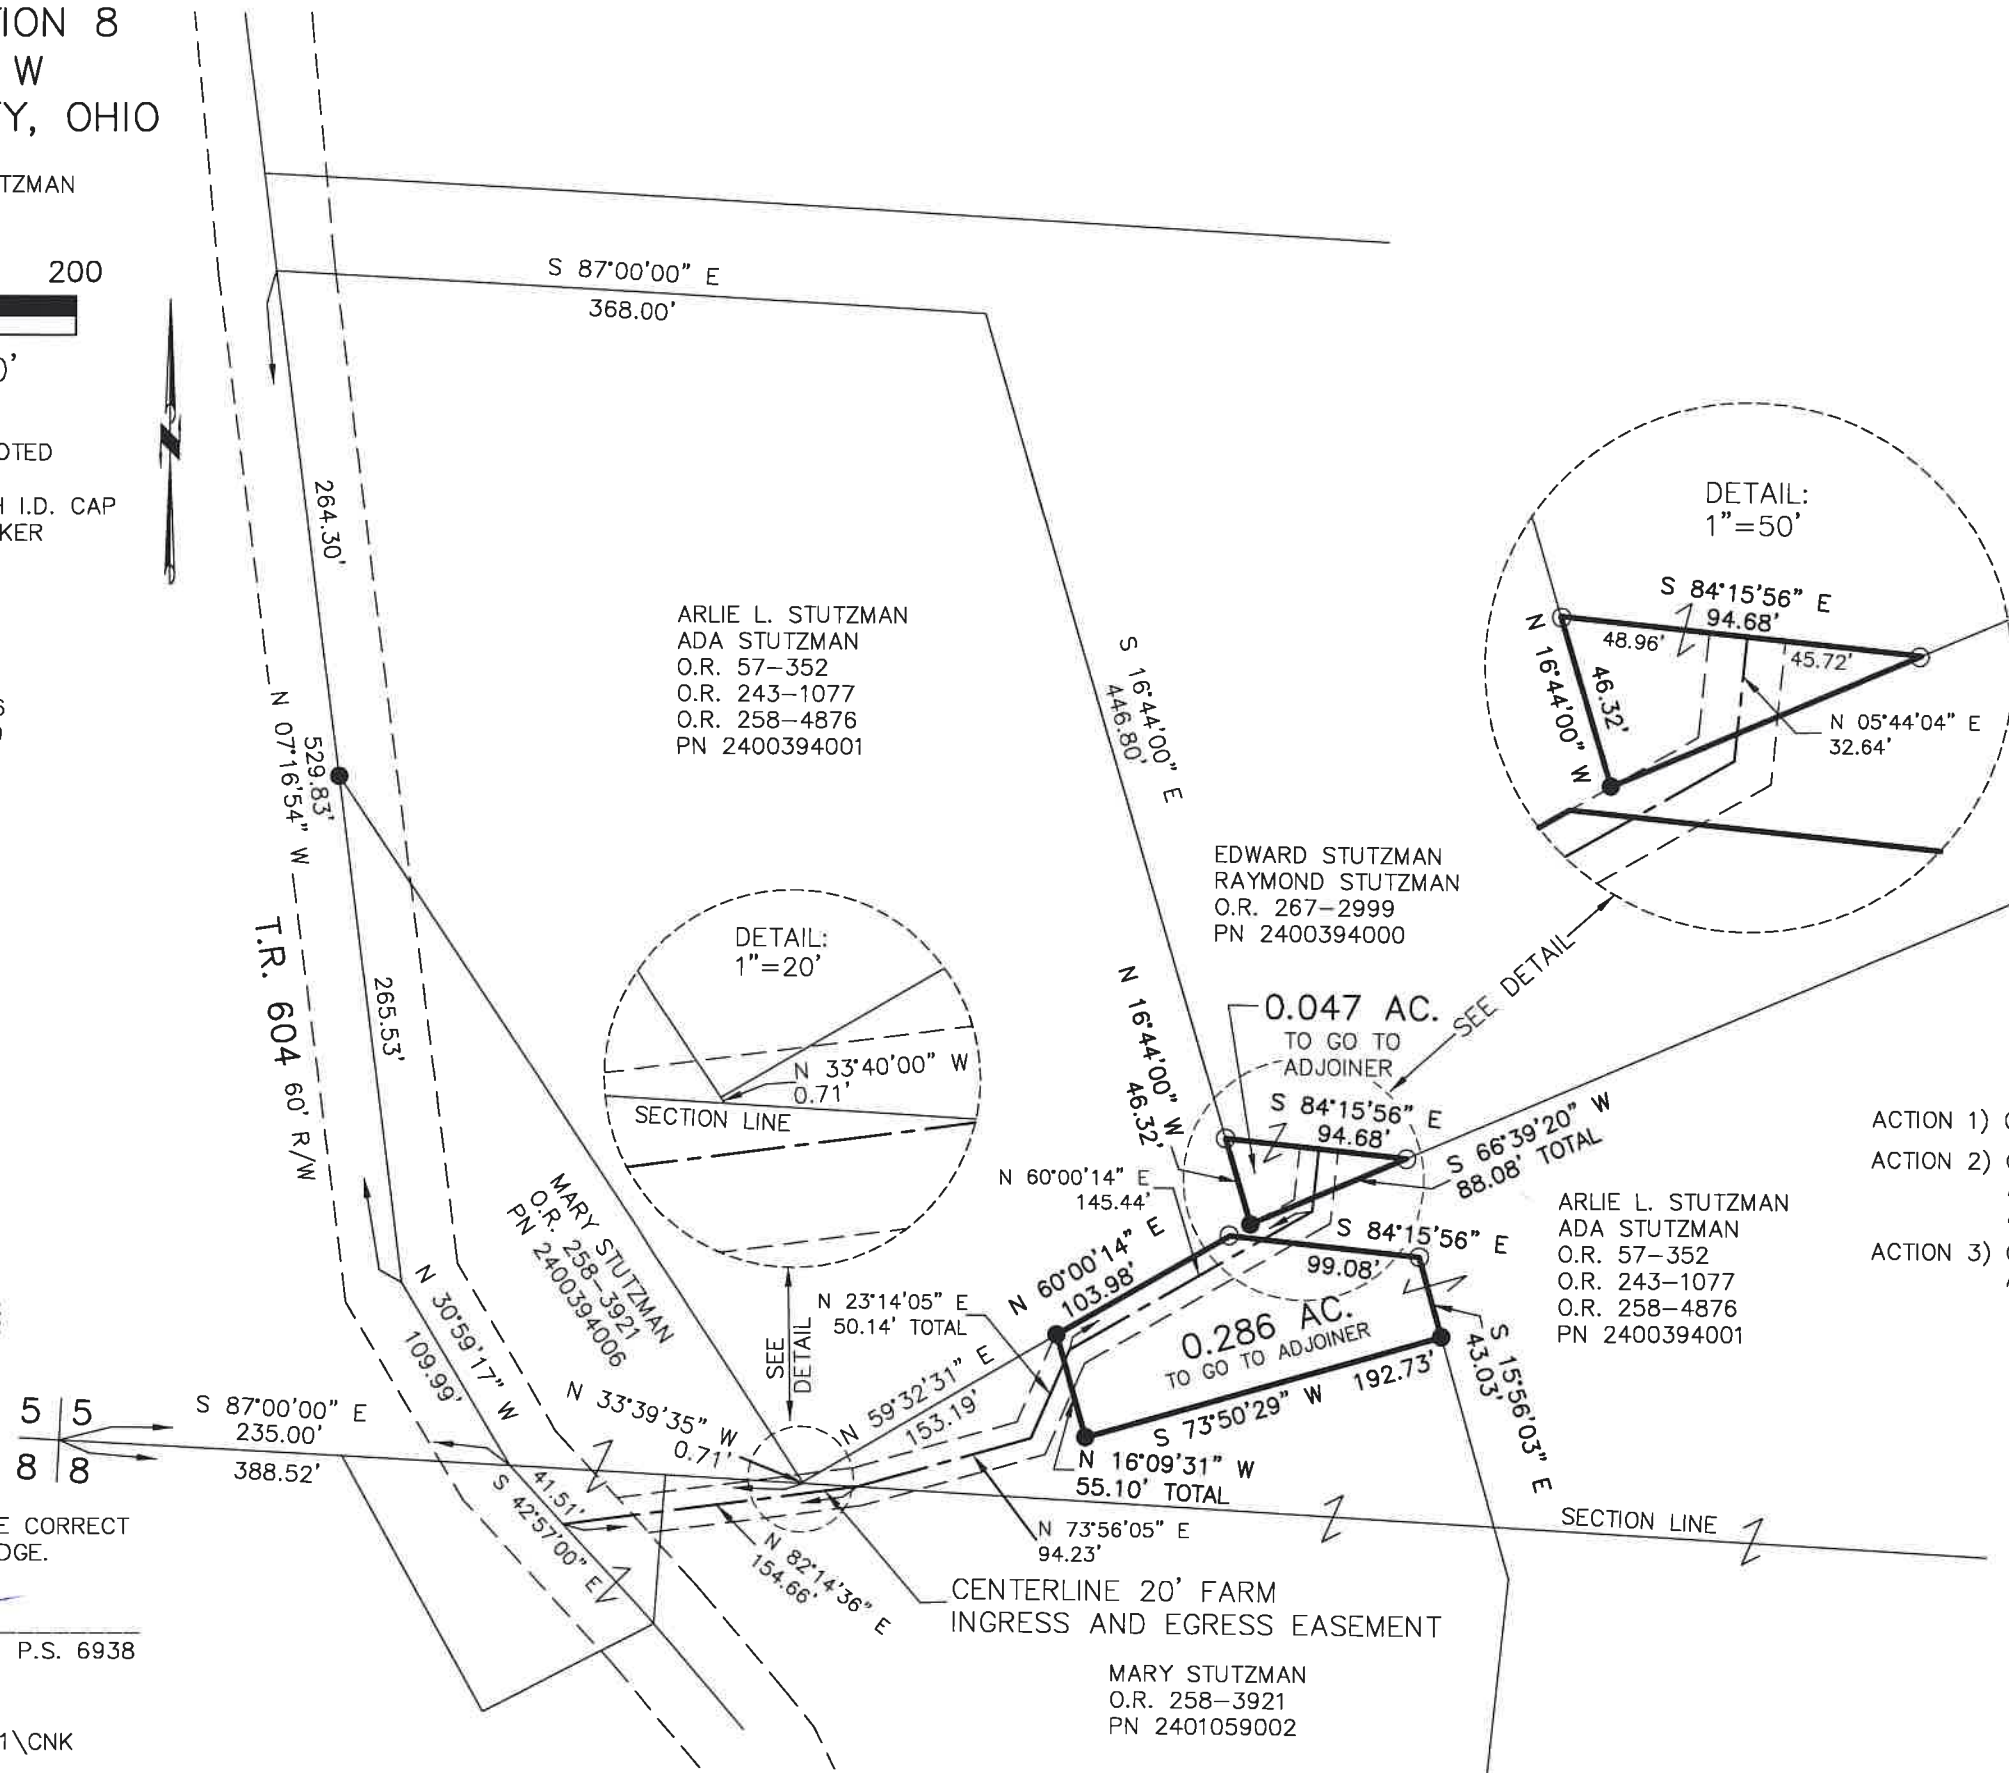 TION 8
W
TY, OHIO
TZMAN
200
0'
OTED
H I.D. CAP
KER
S 87°00'00" E
368.00'
264.30'
529.83'
N 07°16'54" W
265.53'
T.R. 604 60' R/W
ARLIE L. STUTZMAN
ADA STUTZMAN
O.R. 57-352
O.R. 243-1077
O.R. 258-4876
PN 2400394001
S 16°44'00" E
446.80'
DETAIL:
1"=50'
S 84°15'56" E
94.68'
48.96'
45.72'
N 16°44'00" W
46.32'
N 05°44'04" E
32.64'
EDWARD STUTZMAN
RAYMOND STUTZMAN
O.R. 267-2999
PN 2400394000
SEE DETAIL
DETAIL:
1"=20'
N 33°40'00" W
0.71'
SECTION LINE
SEE
DETAIL
0.047 AC.
TO GO TO
ADJOINER
N 16°44'00" W
46.32'
S 84°15'56" E
94.68'
S 66°39'20" W
88.08' TOTAL
N 60°00'14" E
145.44'
N 60°00'14" E
103.98'
S 84°15'56" E
99.08'
0.286 AC.
TO GO TO ADJOINER
S 73°50'29" W 192.73'
S 15°56'03" E
43.03'
N 16°09'31" W
55.10' TOTAL
ARLIE L. STUTZMAN
ADA STUTZMAN
O.R. 57-352
O.R. 243-1077
O.R. 258-4876
PN 2400394001
ACTION 1)
ACTION 2)
ACTION 3)
MARY STUTZMAN
O.R. 258-3921
PN 2400394006
N 23°14'05" E
50.14' TOTAL
N 59°32'31" E
153.19'
N 33°39'35" W
0.71'
N 30°59'17" W
109.99'
5 5
8 8
S 87°00'00" E
235.00'
388.52'
41.51'
S 42°57'00" E
N 82°14'36" E
154.66'
N 73°56'05" E
94.23'
SECTION LINE
CENTERLINE 20' FARM
INGRESS AND EGRESS EASEMENT
MARY STUTZMAN
O.R. 258-3921
PN 2401059002
E CORRECT
DGE.
P.S. 6938
1\CNK